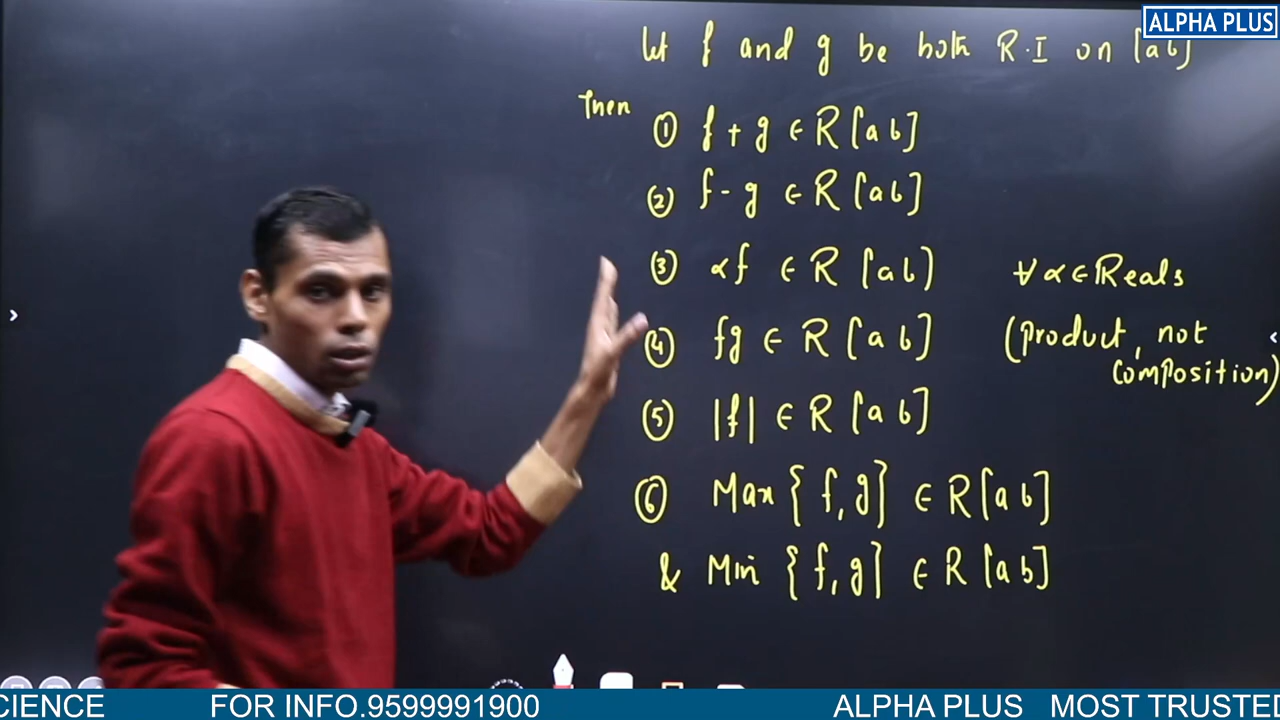 ALPHA PLUS
Let f and g be both R.I on [a b]
Then
① f + g ∈ R [a b]
② f - g ∈ R [a b]
③ αf ∈ R [a b] ∀ α ∈ Reals
④ fg ∈ R [a b] (product, not
composition)
⑤ |f| ∈ R [a b]
⑥ Max { f, g } ∈ R [a b]
& Min { f, g } ∈ R [a b]
CIENCE FOR INFO.9599991900 ALPHA PLUS MOST TRUSTED